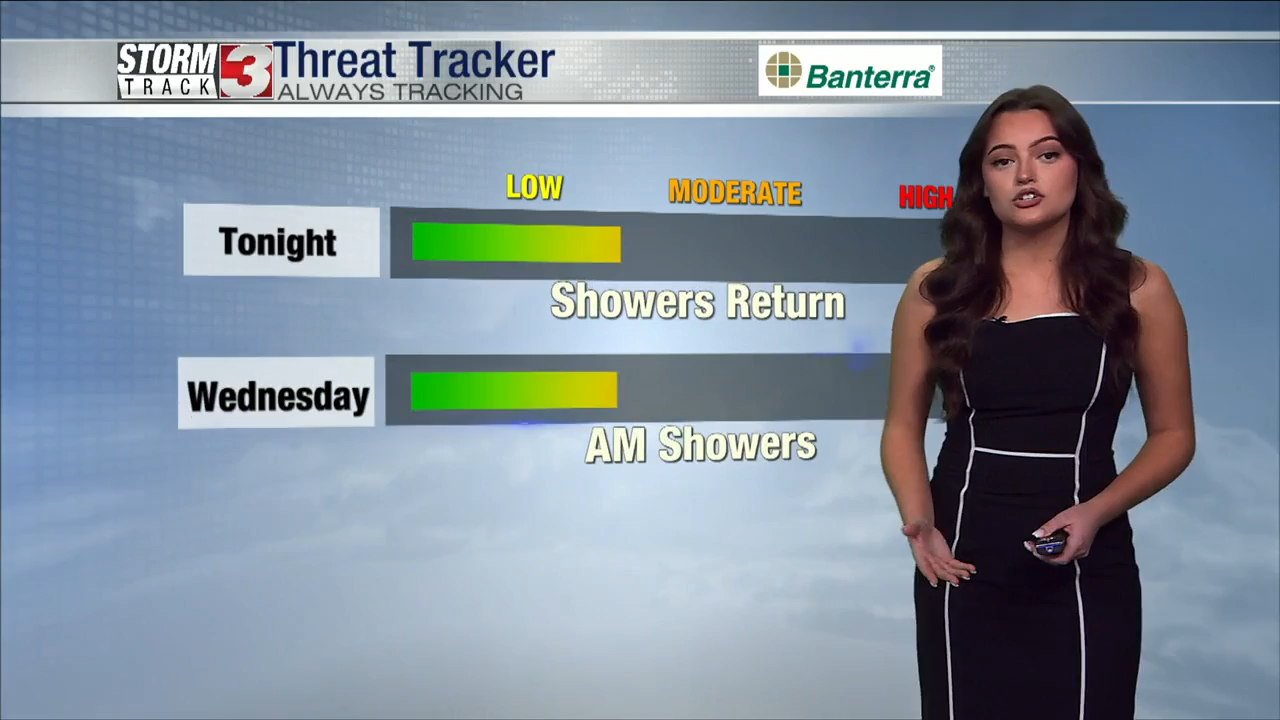 STORM
TRACK
3
Threat Tracker
ALWAYS TRACKING
Banterra®
LOW
MODERATE
HIGH
Tonight
Showers Return
Wednesday
AM Showers